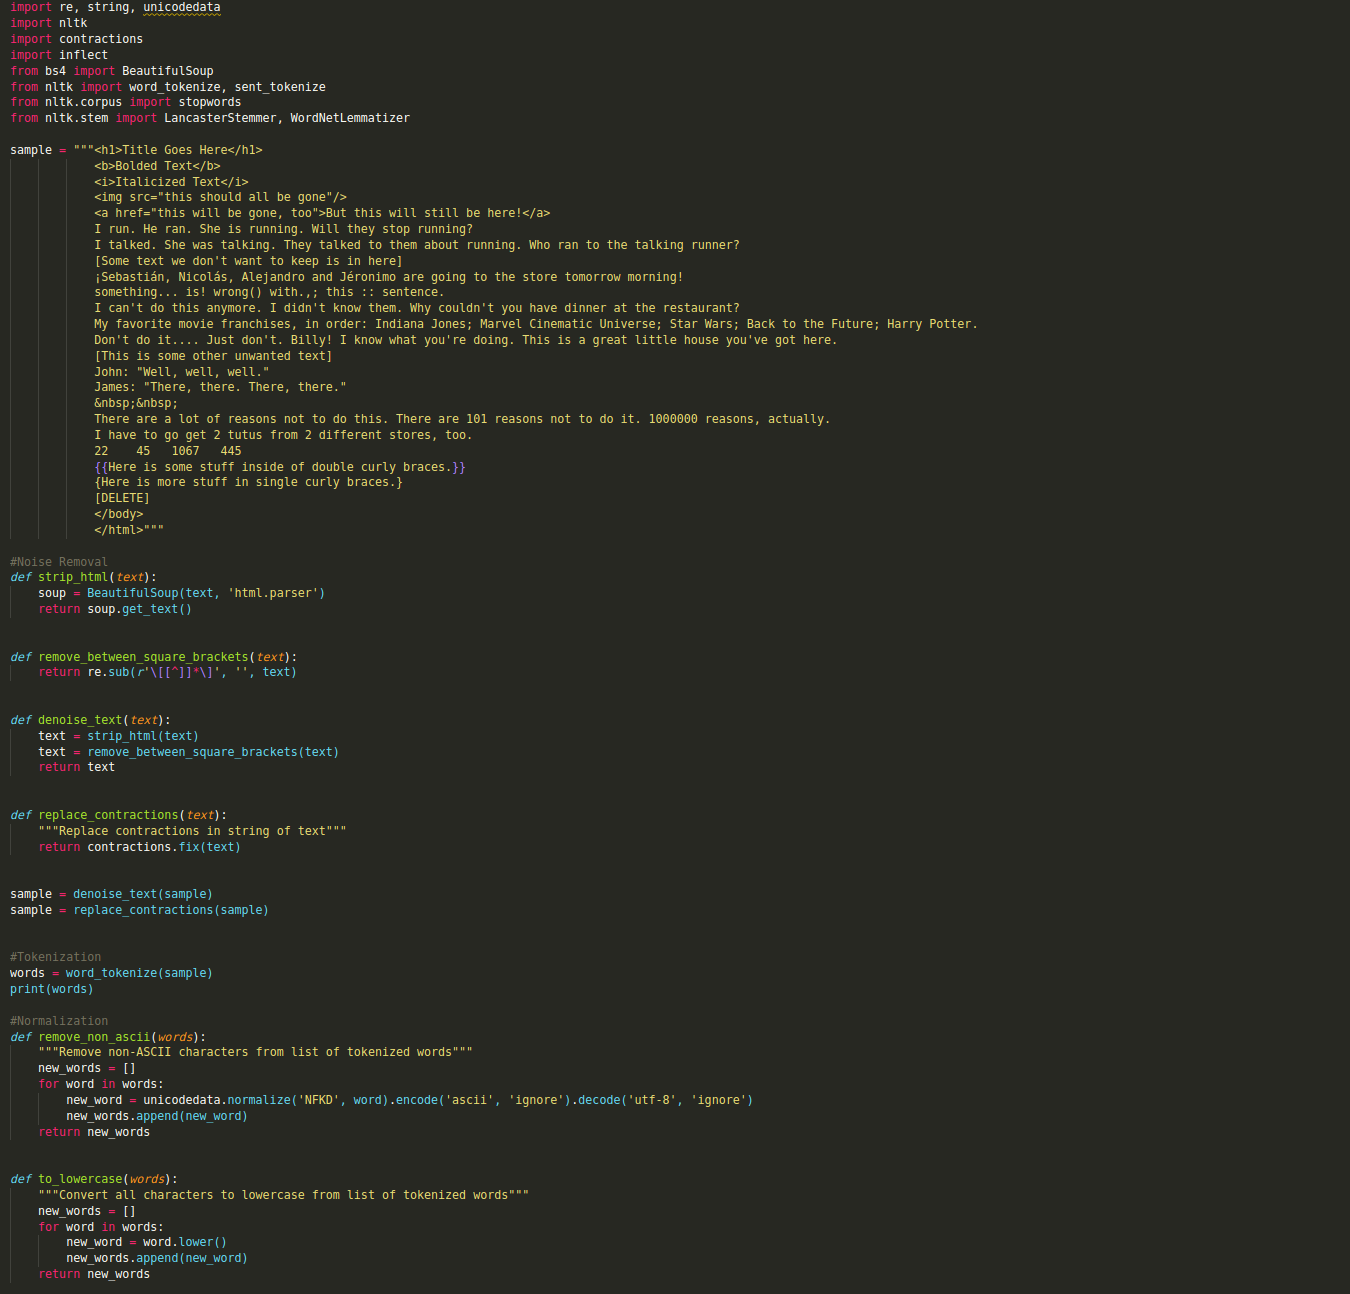 import re, string, unicodedata
import nltk
import contractions
import inflect
from bs4 import BeautifulSoup
from nltk import word_tokenize, sent_tokenize
from nltk.corpus import stopwords
from nltk.stem import LancasterStemmer, WordNetLemmatizer

sample = """<h1>Title Goes Here</h1>
            <b>Bolded Text</b>
            <i>Italicized Text</i>
            <img src="this should all be gone"/>
            <a href="this will be gone, too">But this will still be here!</a>
            I run. He ran. She is running. Will they stop running?
            I talked. She was talking. They talked to them about running. Who ran to the talking runner?
            [Some text we don't want to keep is in here]
            ¡Sebastián, Nicolás, Alejandro and Jéronimo are going to the store tomorrow morning!
            something... is! wrong() with.,; this :: sentence.
            I can't do this anymore. I didn't know them. Why couldn't you have dinner at the restaurant?
            My favorite movie franchises, in order: Indiana Jones; Marvel Cinematic Universe; Star Wars; Back to the Future; Harry Potter.
            Don't do it.... Just don't. Billy! I know what you're doing. This is a great little house you've got here.
            [This is some other unwanted text]
            John: "Well, well, well."
            James: "There, there. There, there."
            &nbsp;&nbsp;
            There are a lot of reasons not to do this. There are 101 reasons not to do it. 1000000 reasons, actually.
            I have to go get 2 tutus from 2 different stores, too.
            22    45   1067   445
            {{Here is some stuff inside of double curly braces.}}
            {Here is more stuff in single curly braces.}
            [DELETE]
            </body>
            </html>"""

#Noise Removal
def strip_html(text):
    soup = BeautifulSoup(text, 'html.parser')
    return soup.get_text()


def remove_between_square_brackets(text):
    return re.sub(r'\[[^]]*\]', '', text)


def denoise_text(text):
    text = strip_html(text)
    text = remove_between_square_brackets(text)
    return text


def replace_contractions(text):
    """Replace contractions in string of text"""
    return contractions.fix(text)


sample = denoise_text(sample)
sample = replace_contractions(sample)


#Tokenization
words = word_tokenize(sample)
print(words)

#Normalization
def remove_non_ascii(words):
    """Remove non-ASCII characters from list of tokenized words"""
    new_words = []
    for word in words:
        new_word = unicodedata.normalize('NFKD', word).encode('ascii', 'ignore').decode('utf-8', 'ignore')
        new_words.append(new_word)
    return new_words


def to_lowercase(words):
    """Convert all characters to lowercase from list of tokenized words"""
    new_words = []
    for word in words:
        new_word = word.lower()
        new_words.append(new_word)
    return new_words